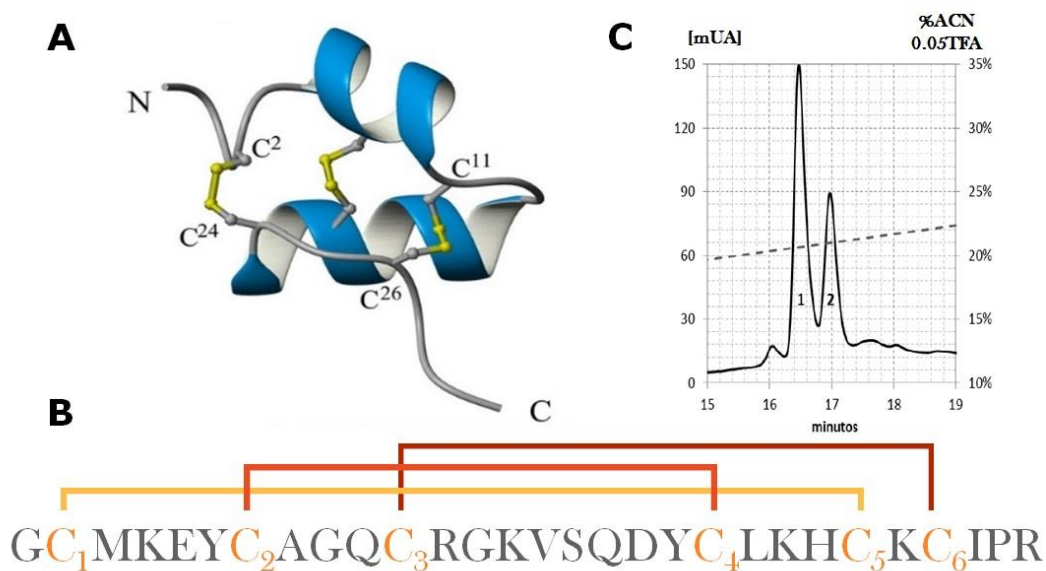 A
N
C²
C¹¹
C²⁴
C²⁶
C
C
[mUA]
%ACN
0.05TFA
150
120
90
60
30
0
35%
30%
25%
20%
15%
10%
1
2
15
16
17
18
19
minutos
B
GC₁MKEYC₂AGQC₃RGKVSQDYC₄LKHC₅KC₆IPR